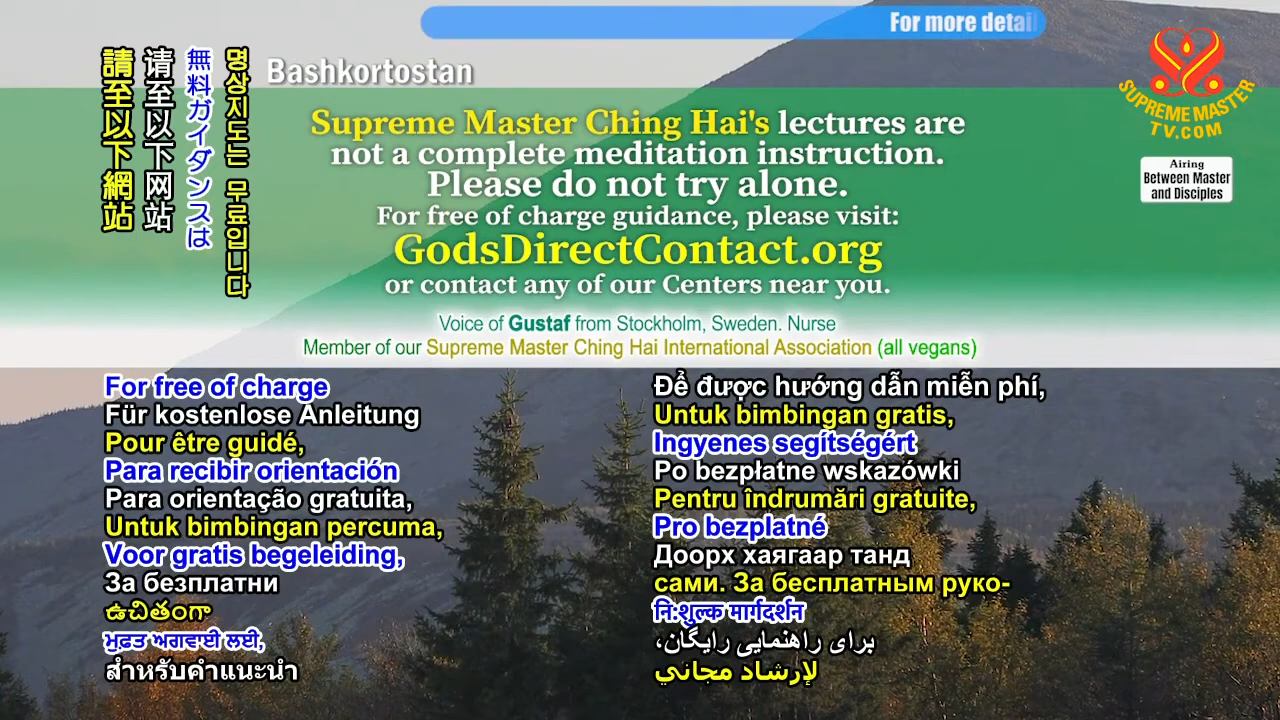 For more detai
Bashkortostan
請至以下網站
请至以下网站
無料ガイダンスは
명상지도는 무료입니다
SUPREME MASTER
TV.COM
Airing
Between Master
and Disciples
Supreme Master Ching Hai's lectures are
not a complete meditation instruction.
Please do not try alone.
For free of charge guidance, please visit:
GodsDirectContact.org
or contact any of our Centers near you.
Voice of Gustaf from Stockholm, Sweden. Nurse
Member of our Supreme Master Ching Hai International Association (all vegans)
For free of charge
Für kostenlose Anleitung
Pour être guidé,
Para recibir orientación
Para orientação gratuita,
Untuk bimbingan percuma,
Voor gratis begeleiding,
За безплатни
ఉచితంగా
ਮੁਫ਼ਤ ਅਗਵਾਈ ਲਈ,
สำหรับคำแนะนำ
Để được hướng dẫn miễn phí,
Untuk bimbingan gratis,
Ingyenes segítségért
Po bezpłatne wskazówki
Pentru îndrumări gratuite,
Pro bezplatné
Доорх хаягаар танд
сами. За бесплатным руко-
नि:शुल्क मार्गदर्शन
برای راهنمایی رایگان،
لإرشاد مجاني